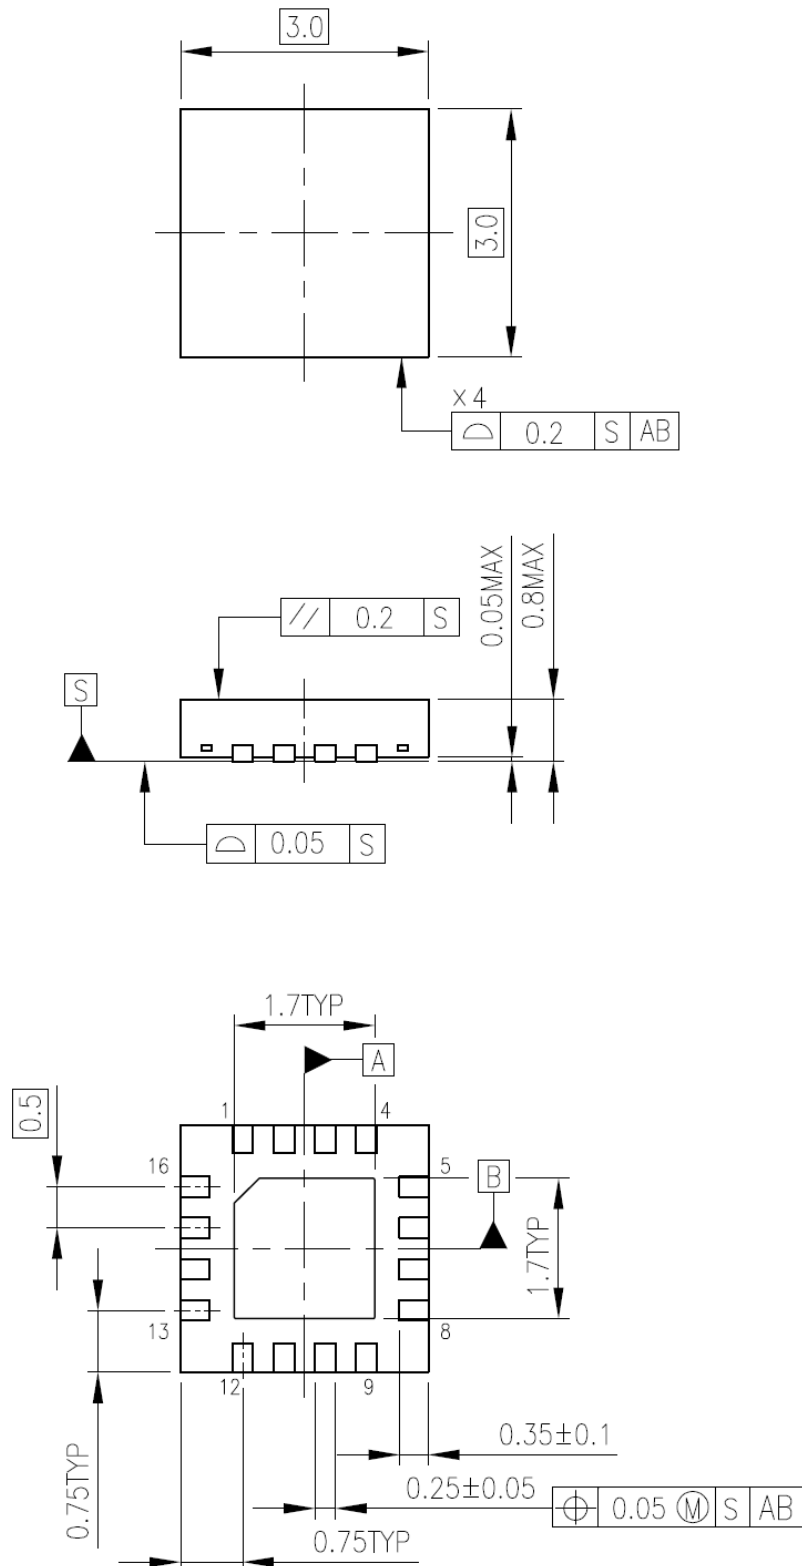 3.0
3.0
x 4
⌓ 0.2 S AB
0.05MAX
0.8MAX
// 0.2 S
S
⌓ 0.05 S
1.7TYP
A
0.5
1
4
16
5
B
1.7TYP
13
8
12
9
0.75TYP
0.35±0.1
0.25±0.05
⌖ 0.05 Ⓜ S AB
0.75TYP